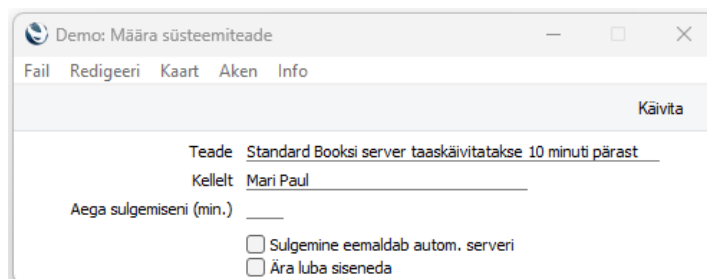 Demo: Määra süsteemiteade
Fail Redigeeri Kaart Aken Info
Käivita
Teade Standard Booksi server taaskäivitatakse 10 minuti pärast
Kellelt Mari Paul
Aega sulgemiseni (min.)
Sulgemine eemaldab autom. serveri
Ära luba siseneda